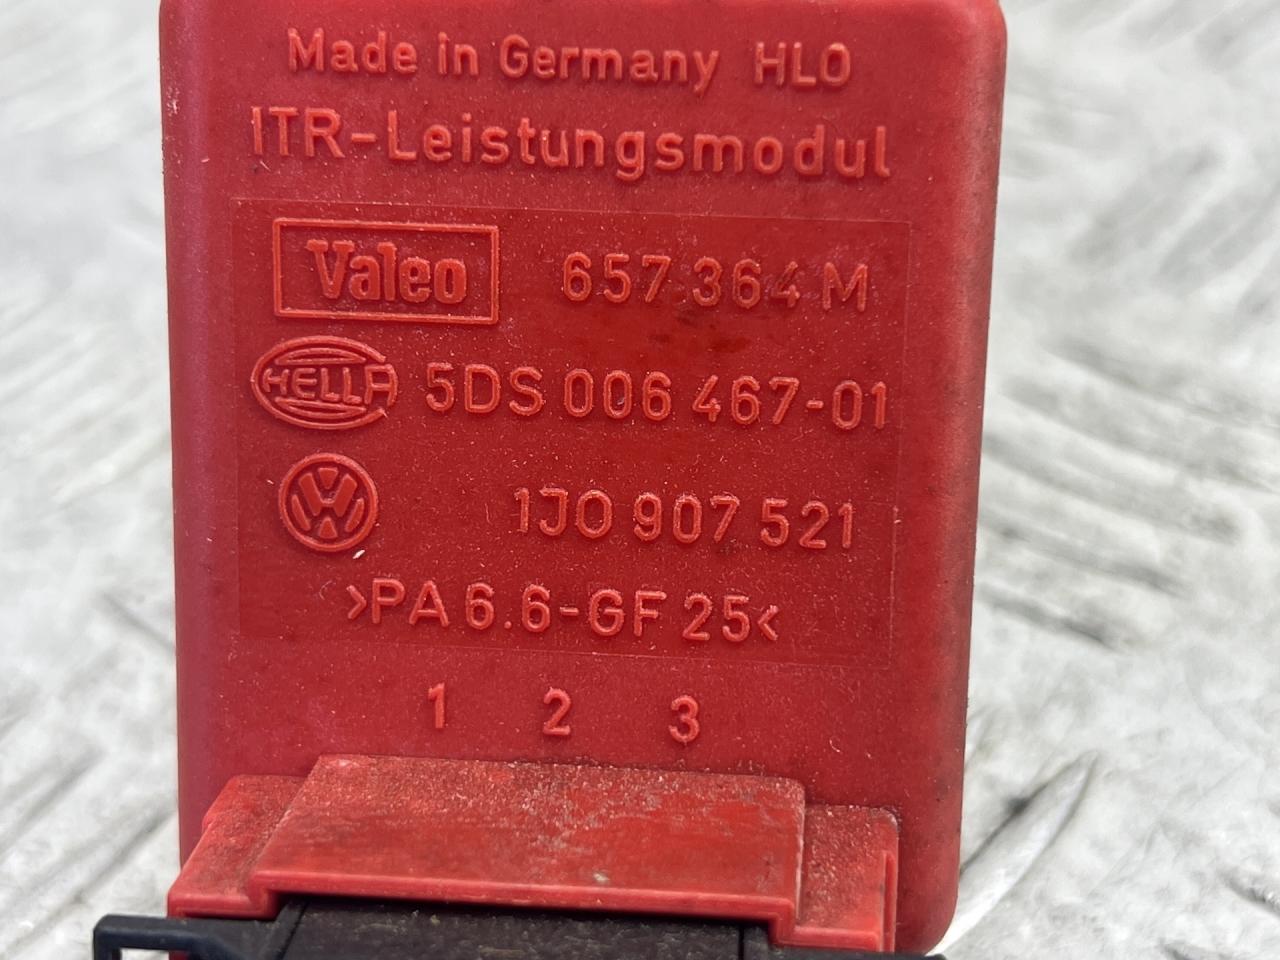 Made in Germany HLO
ITR-Leistungsmodul
Valeo 657 364 M
HELLA 5DS 006 467-01
VW 1J0 907 521
>PA 6.6-GF 25<
1 2 3